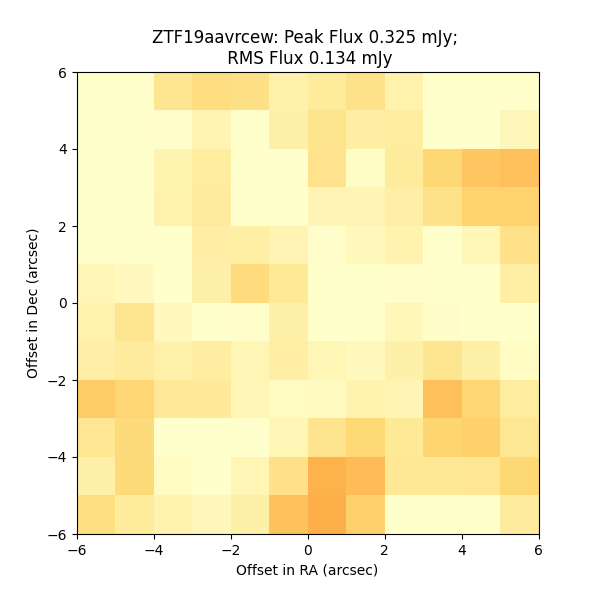 ZTF19aavrcew: Peak Flux 0.325 mJy;
RMS Flux 0.134 mJy
6
4
2
0
−2
−4
−6
Offset in Dec (arcsec)
−6 −4 −2 0 2 4 6
Offset in RA (arcsec)